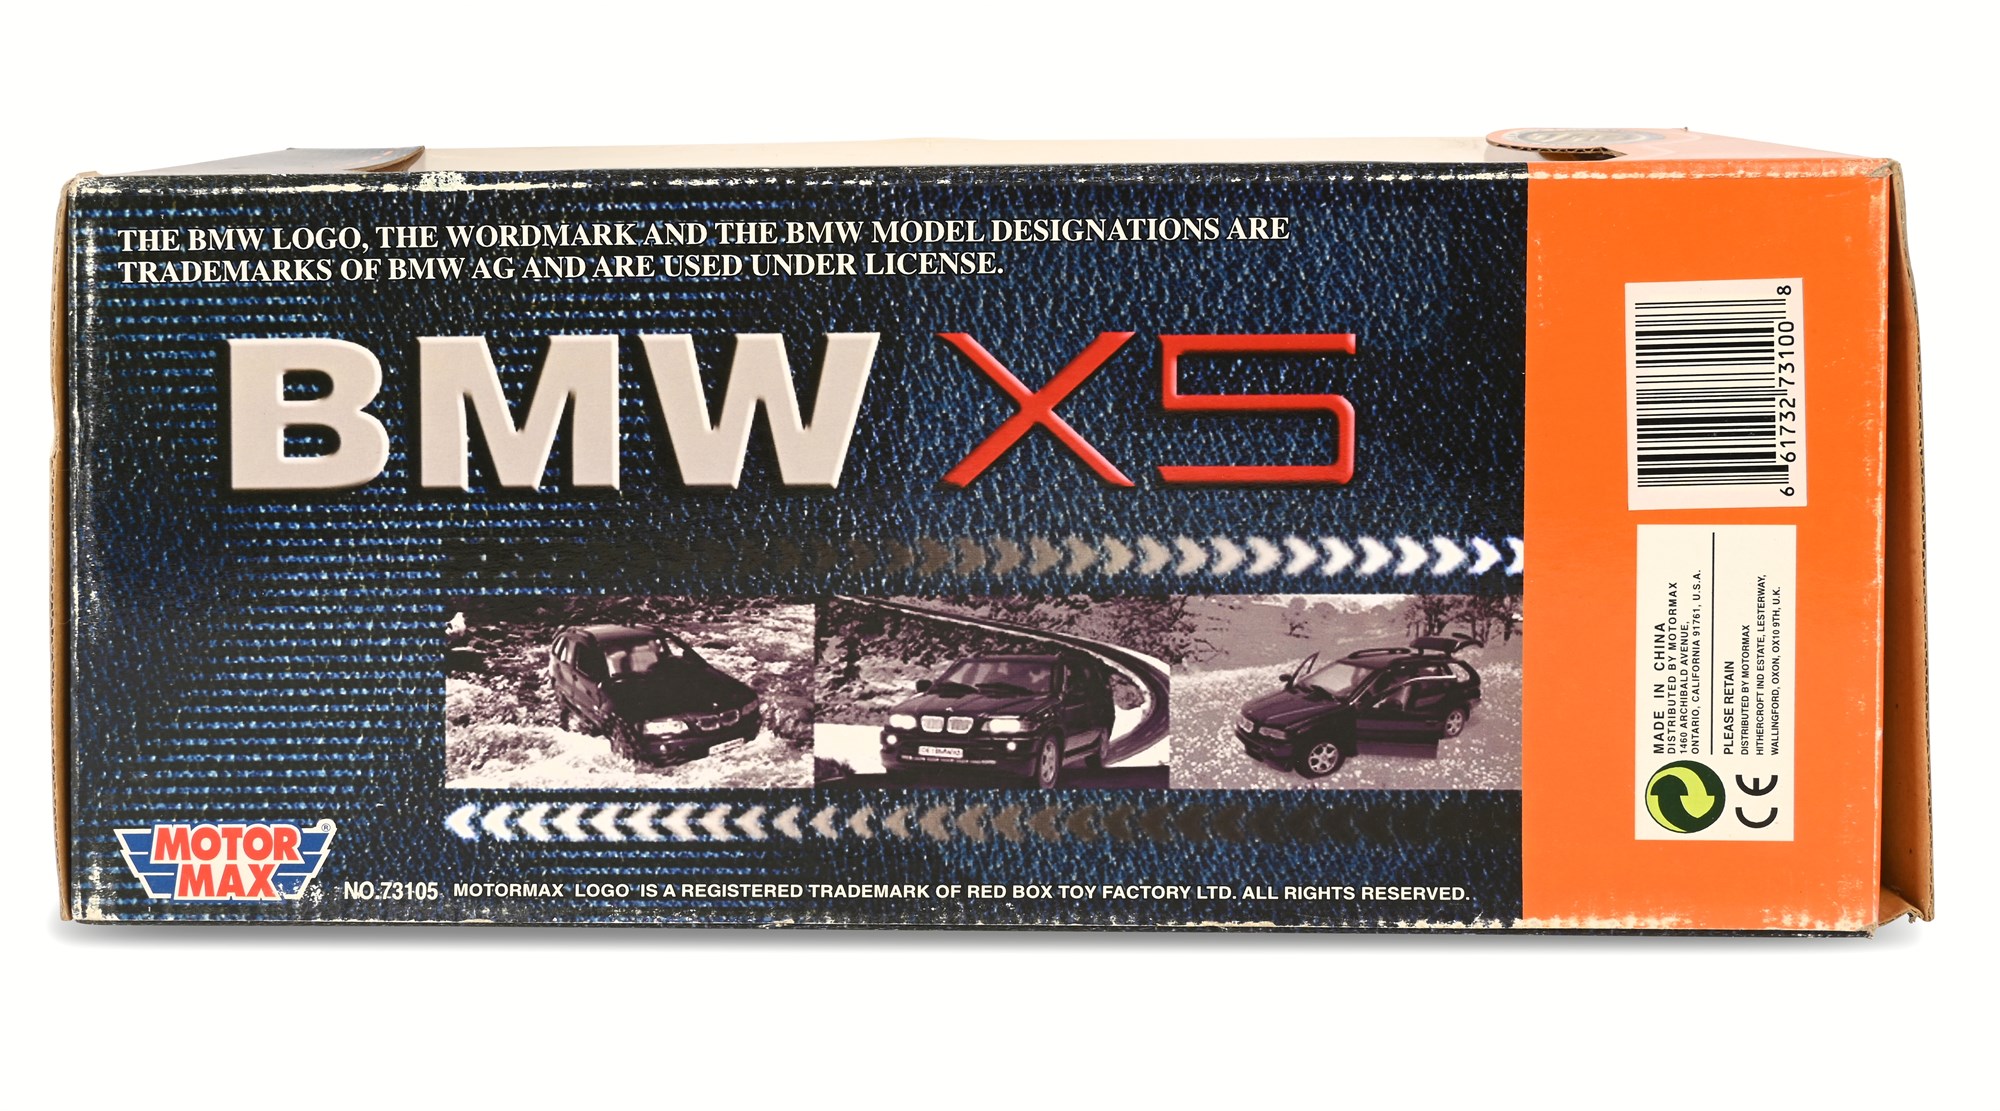 THE BMW LOGO, THE WORDMARK AND THE BMW MODEL DESIGNATIONS ARE
TRADEMARKS OF BMW AG AND ARE USED UNDER LICENSE.
BMW X5
MOTOR
MAX
®
NO.73105 MOTORMAX LOGO IS A REGISTERED TRADEMARK OF RED BOX TOY FACTORY LTD. ALL RIGHTS RESERVED.
6 61732 73100 8
MADE IN CHINA
DISTRIBUTED BY MOTORMAX
1460 ARCHIBALD AVENUE,
ONTARIO, CALIFORNIA 91761, U.S.A.
PLEASE RETAIN
DISTRIBUTED BY MOTORMAX
HITHERCROFT IND ESTATE, LESTERWAY,
WALLINGFORD, OXON, OX10 9TH, U.K.
CE